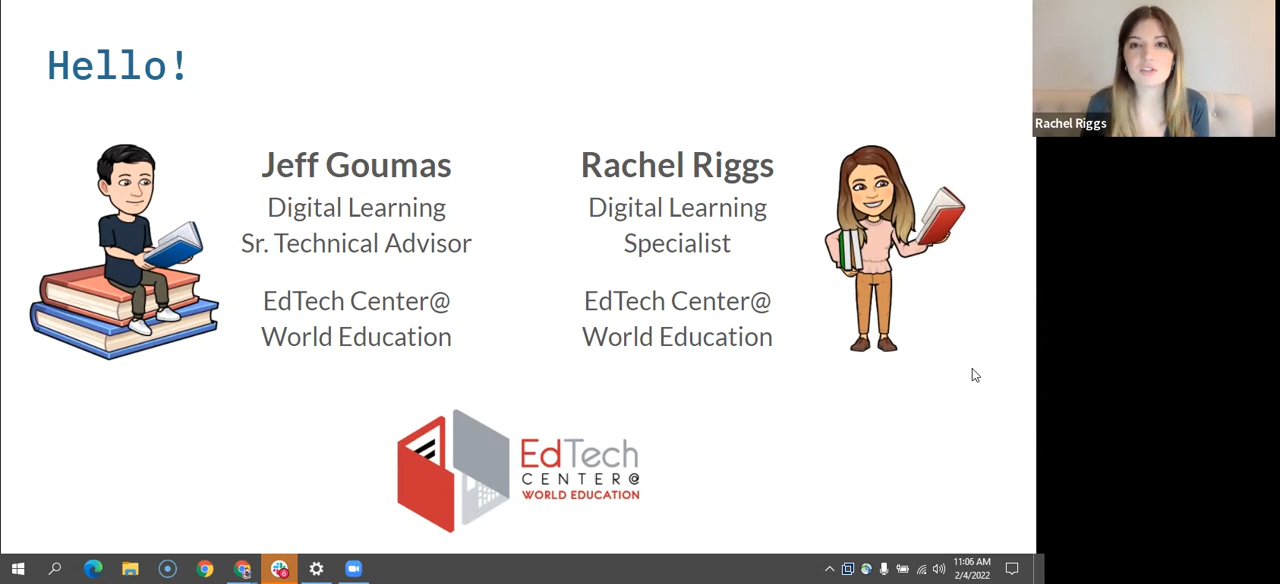 Hello!
Jeff Goumas
Digital Learning
Sr. Technical Advisor
EdTech Center@
World Education
Rachel Riggs
Digital Learning
Specialist
EdTech Center@
World Education
EdTech
CENTER@
WORLD EDUCATION
Rachel Riggs
6
11:06 AM
2/4/2022